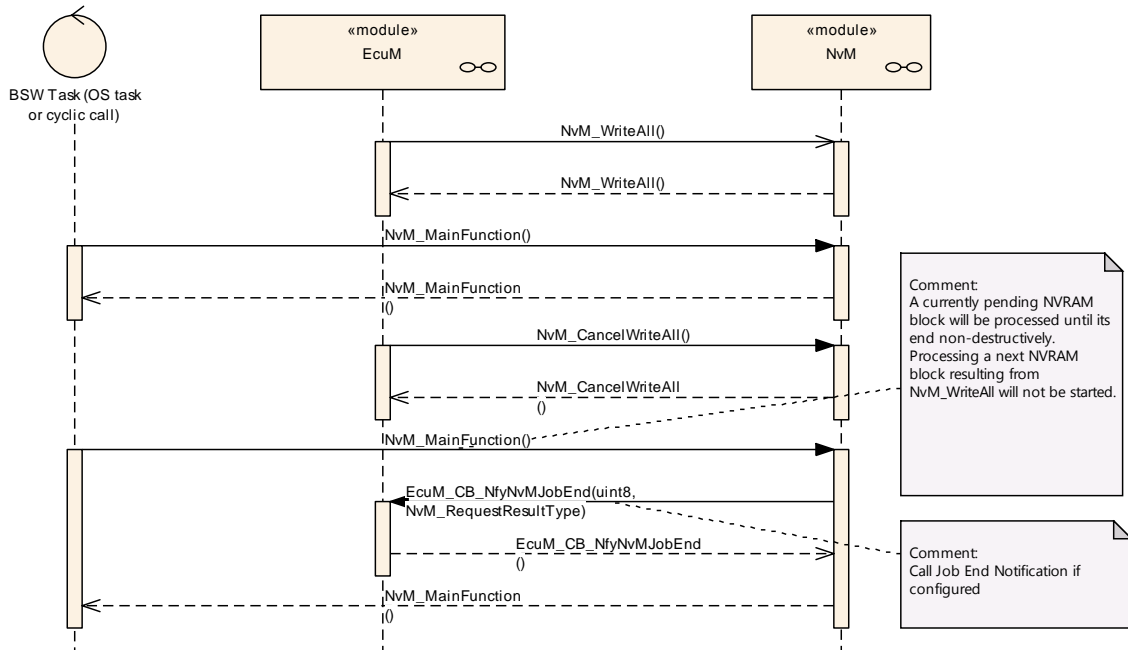 «module»
EcuM
«module»
NvM
BSW Task (OS task
or cyclic call)
NvM_WriteAll()
NvM_WriteAll()
NvM_MainFunction()
NvM_MainFunction
()
Comment:
A currently pending NVRAM
block will be processed until its
end non-destructively.
Processing a next NVRAM
block resulting from
NvM_WriteAll will not be started.
NvM_CancelWriteAll()
NvM_CancelWriteAll
()
NvM_MainFunction()
EcuM_CB_NfyNvMJobEnd(uint8,
NvM_RequestResultType)
EcuM_CB_NfyNvMJobEnd
()
Comment:
Call Job End Notification if
configured
NvM_MainFunction
()